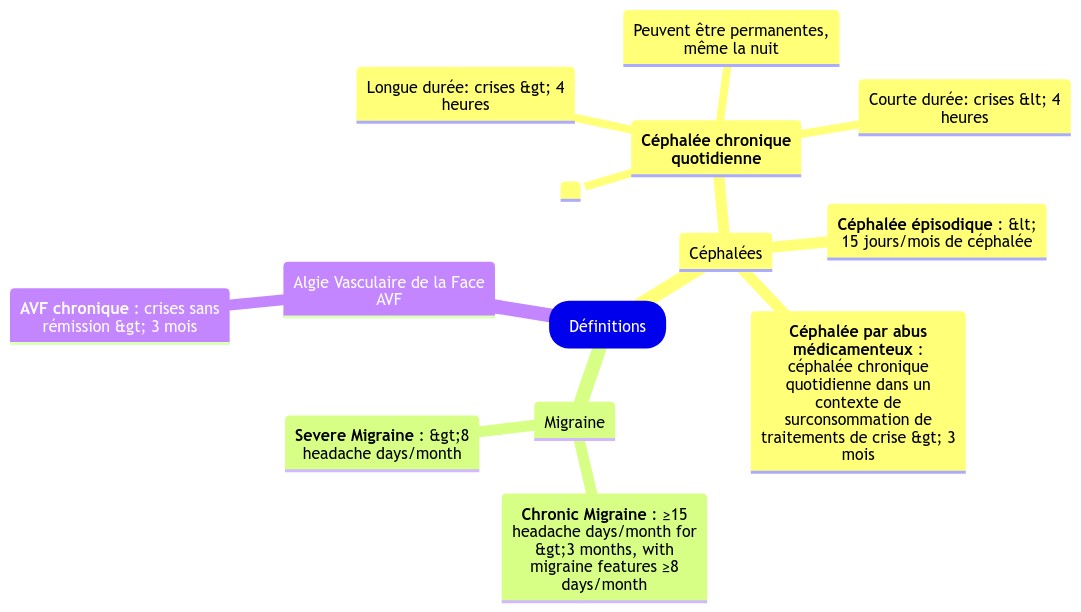 Peuvent être permanentes,
même la nuit
Longue durée: crises &gt; 4
heures
Courte durée: crises &lt; 4
heures
Céphalée chronique
quotidienne
Céphalée épisodique : &lt;
15 jours/mois de céphalée
Céphalées
Algie Vasculaire de la Face
AVF
AVF chronique : crises sans
rémission &gt; 3 mois
Définitions
Céphalée par abus
médicamenteux :
céphalée chronique
quotidienne dans un
contexte de
surconsommation de
traitements de crise &gt; 3
mois
Migraine
Severe Migraine : &gt;8
headache days/month
Chronic Migraine : ≥15
headache days/month for
&gt;3 months, with
migraine features ≥8
days/month